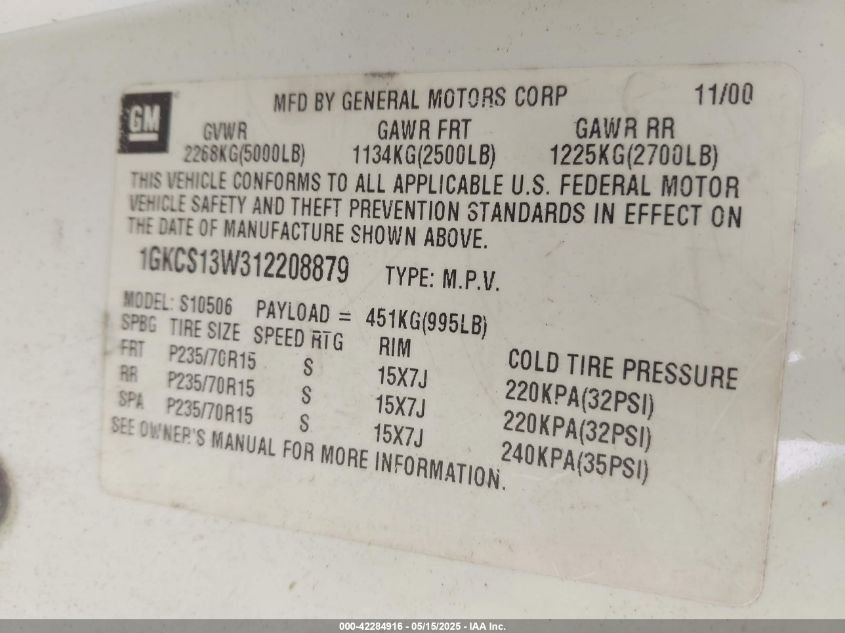 GM
MFD BY GENERAL MOTORS CORP 11/00
GVWR GAWR FRT GAWR RR
2268KG(5000LB) 1134KG(2500LB) 1225KG(2700LB)
THIS VEHICLE CONFORMS TO ALL APPLICABLE U.S. FEDERAL MOTOR
VEHICLE SAFETY AND THEFT PREVENTION STANDARDS IN EFFECT ON
THE DATE OF MANUFACTURE SHOWN ABOVE.
1GKCS13W312208879 TYPE: M.P.V.
MODEL: S10506 PAYLOAD = 451KG(995LB)
SPBG TIRE SIZE SPEED RTG RIM COLD TIRE PRESSURE
FRT P235/70R15 S 15X7J 220KPA(32PSI)
RR P235/70R15 S 15X7J 220KPA(32PSI)
SPA P235/70R15 S 15X7J 240KPA(35PSI)
SEE OWNER'S MANUAL FOR MORE INFORMATION.
000-42284916 - 05/15/2025 - IAA Inc.